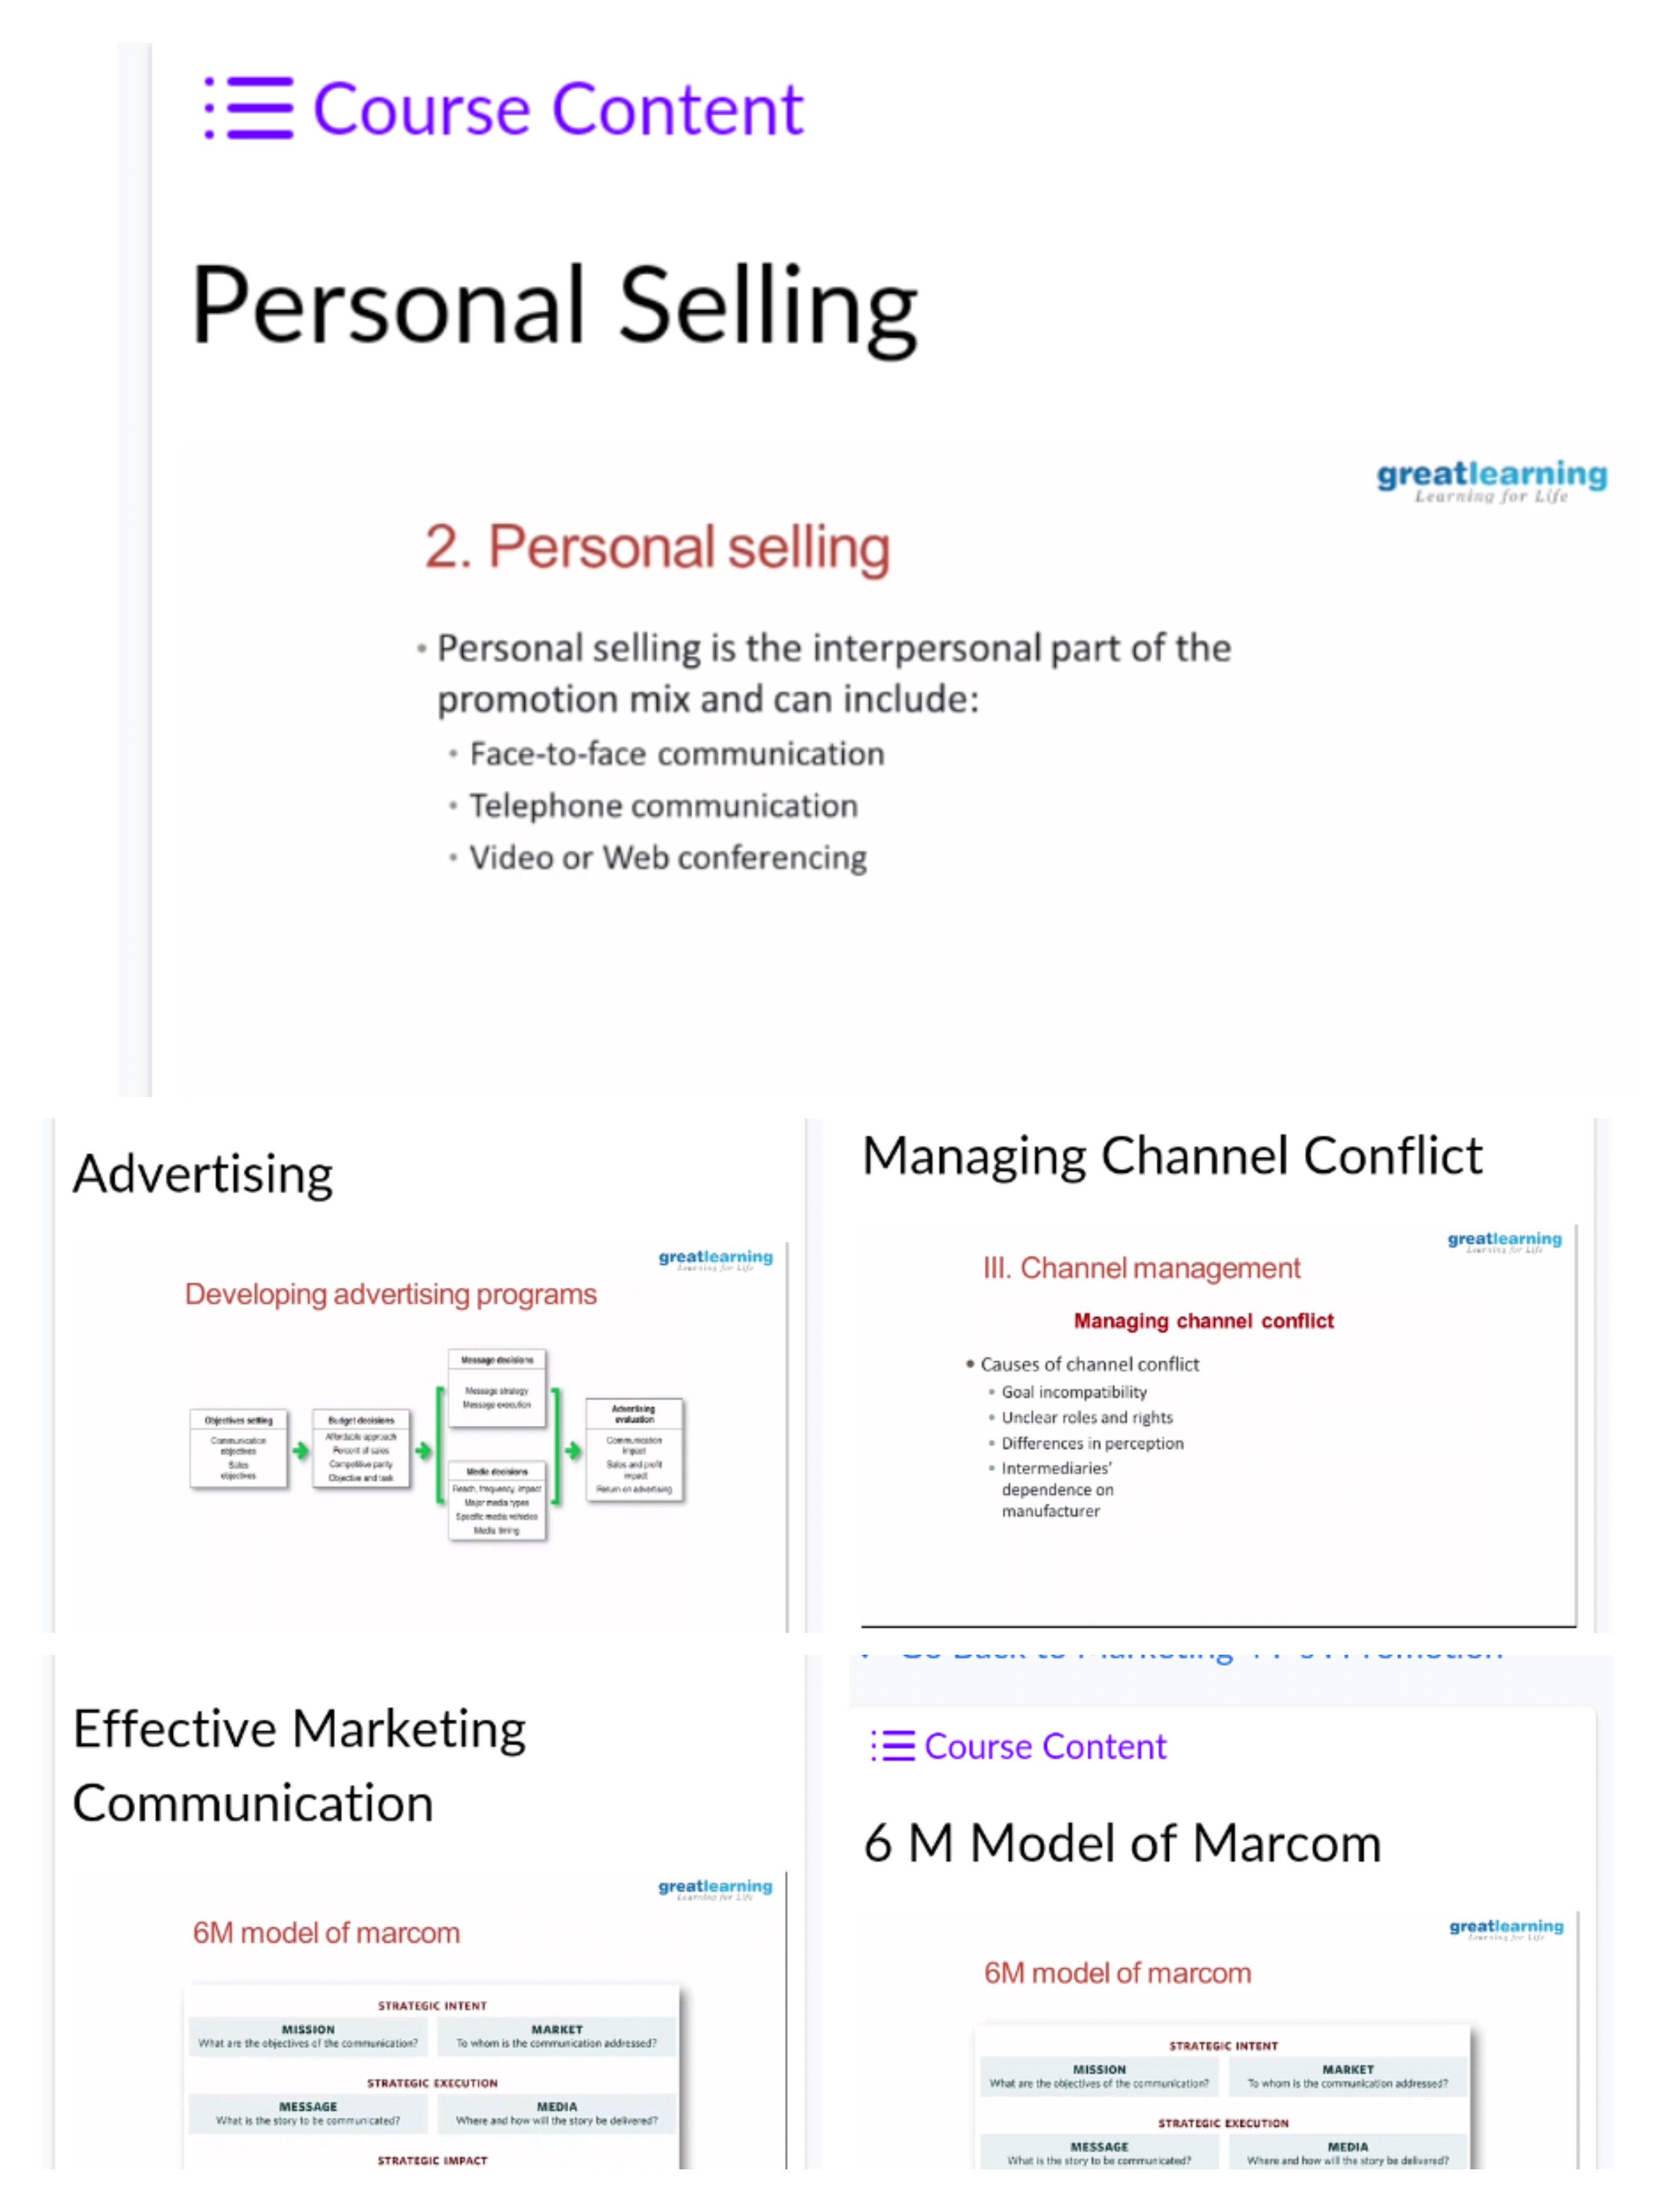 Course Content
Personal Selling
greatlearning
Learning for Life
2. Personal selling
• Personal selling is the interpersonal part of the
promotion mix and can include:
• Face-to-face communication
• Telephone communication
• Video or Web conferencing
Advertising
greatlearning
Learning for Life
Developing advertising programs
Objectives setting
Communication
objectives
Sales
objectives
Budget decisions
Affordable approach
Percent of sales
Competitive parity
Objective and task
Message decisions
Message strategy
Message execution
Media decisions
Reach, frequency, impact
Major media types
Specific media vehicles
Media timing
Advertising
evaluation
Communication
impact
Sales and profit
impact
Return on advertising
Managing Channel Conflict
greatlearning
Learning for Life
III. Channel management
Managing channel conflict
• Causes of channel conflict
• Goal incompatibility
• Unclear roles and rights
• Differences in perception
• Intermediaries'
dependence on
manufacturer
Effective Marketing
Communication
greatlearning
Learning for Life
6M model of marcom
STRATEGIC INTENT
MISSION
What are the objectives of the communication?
MARKET
To whom is the communication addressed?
STRATEGIC EXECUTION
MESSAGE
What is the story to be communicated?
MEDIA
Where and how will the story be delivered?
STRATEGIC IMPACT
Go Back to Marketing
Course Content
6 M Model of Marcom
greatlearning
Learning for Life
6M model of marcom
STRATEGIC INTENT
MISSION
What are the objectives of the communication?
MARKET
To whom is the communication addressed?
STRATEGIC EXECUTION
MESSAGE
What is the story to be communicated?
MEDIA
Where and how will the story be delivered?